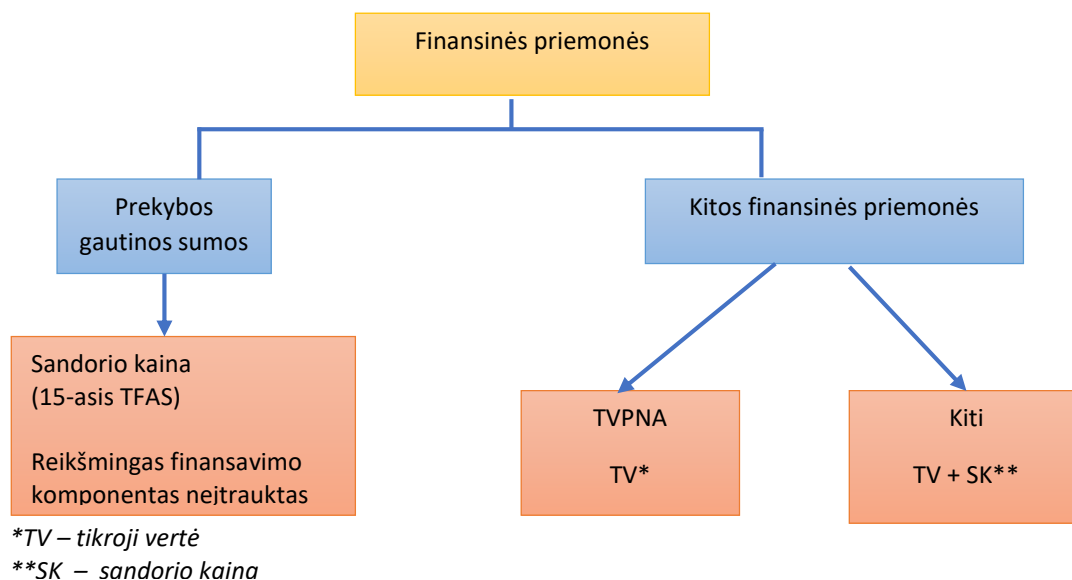 Finansinės priemonės
Prekybos
gautinos sumos
Kitos finansinės priemonės
Sandorio kaina
(15-asis TFAS)
Reikšmingas finansavimo
komponentas neįtrauktas
TVPNA
TV*
Kiti
TV + SK**
*TV – tikroji vertė
**SK – sandorio kaina